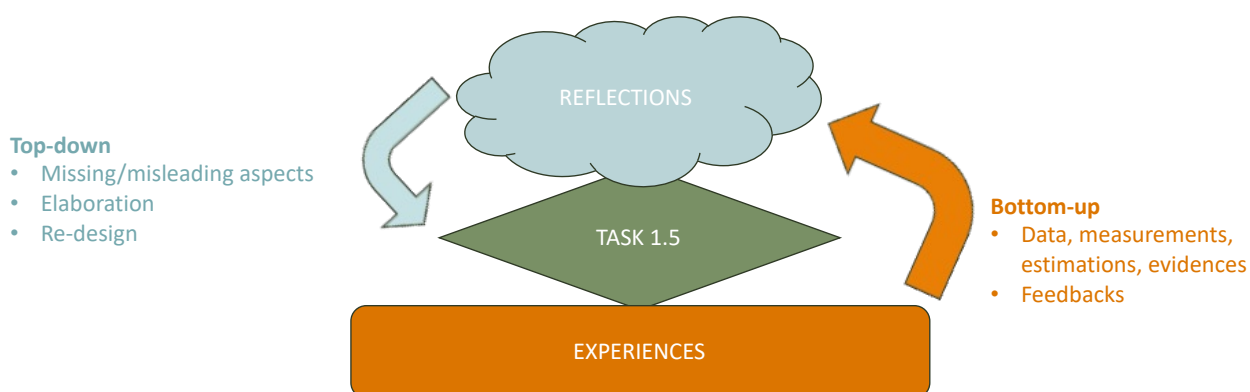 REFLECTIONS
Top-down
• Missing/misleading aspects
• Elaboration
• Re-design
TASK 1.5
Bottom-up
• Data, measurements,
estimations, evidences
• Feedbacks
EXPERIENCES